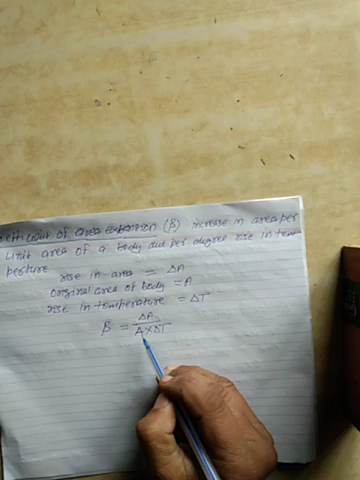 coefficient of area expansion (β) increase in area per
unit area of a body due per degree rise in tem-
perature
rise in area = ΔA
original area of body = A
rise in temperature = ΔT
β = ΔA / A×ΔT